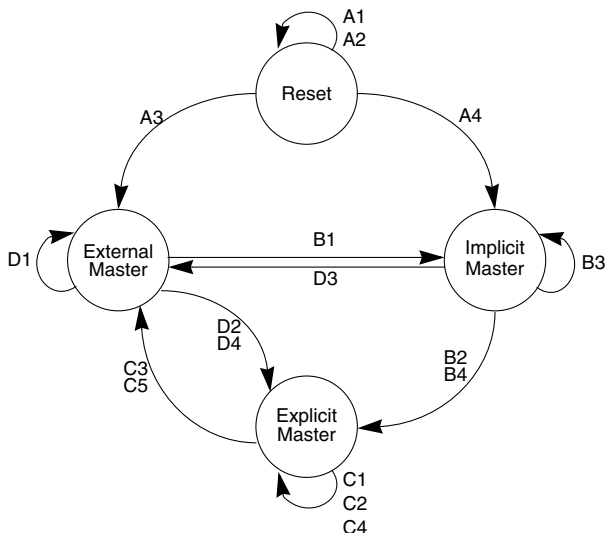 A1
A2
Reset
A3
A4
External
Master
Implicit
Master
B1
D3
D1
B3
D2
D4
B2
B4
C3
C5
Explicit
Master
C1
C2
C4